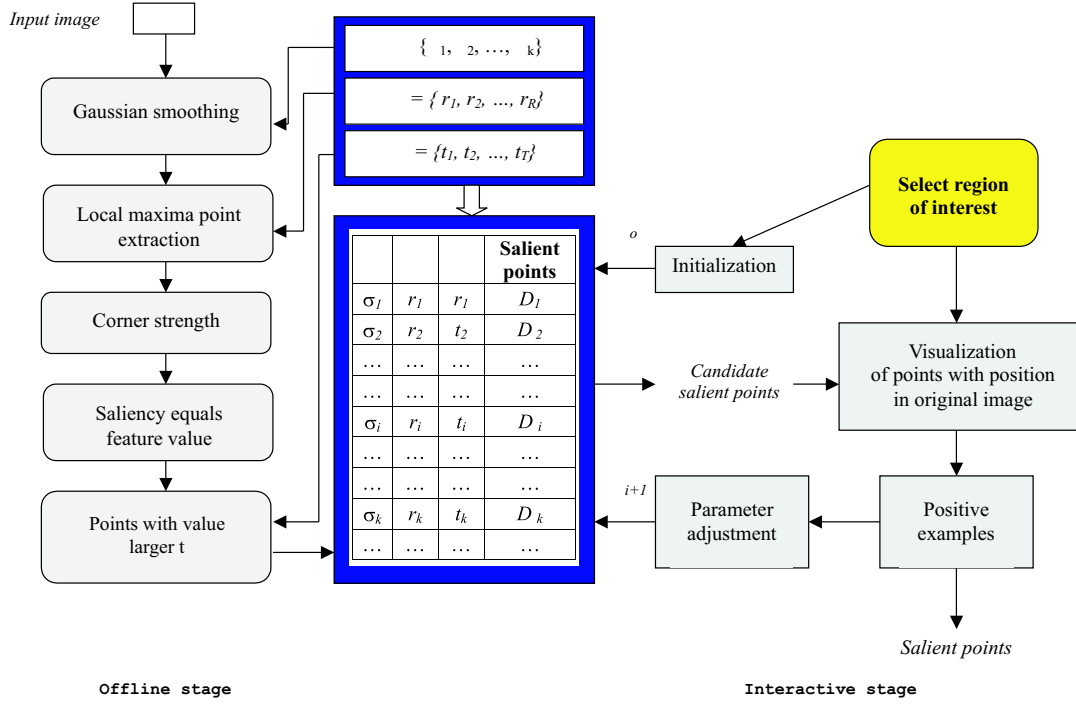 Input image
Gaussian smoothing
Local maxima point
extraction
Corner strength
Saliency equals
feature value
Points with value
larger t
Offline stage
{ 1, 2, ..., k}
= { r1, r2, ..., rR}
= {t1, t2, ..., tT}
Salient
points
σ1 r1 r1 D1
σ2 r2 t2 D2
... ... ... ...
... ... ... ...
σi ri ti Di
... ... ... ...
... ... ... ...
σk rk tk Dk
... ... ... ...
Select region
of interest
o
Initialization
Candidate
salient points
Visualization
of points with position
in original image
i+1
Parameter
adjustment
Positive
examples
Salient points
Interactive stage